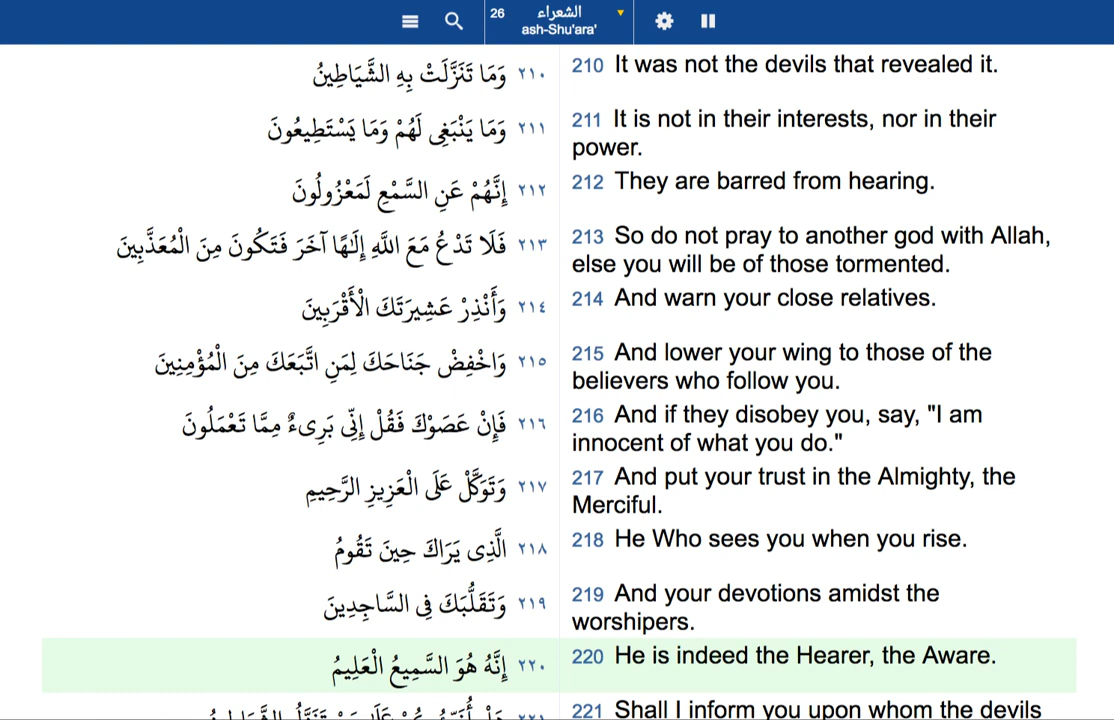 26
الشعراء
ash-Shu'ara'
٢١٠ وَمَا تَنَزَّلَتْ بِهِ الشَّيَاطِينُ
210 It was not the devils that revealed it.
٢١١ وَمَا يَنْبَغِي لَهُمْ وَمَا يَسْتَطِيعُونَ
211 It is not in their interests, nor in their
power.
٢١٢ إِنَّهُمْ عَنِ السَّمْعِ لَمَعْزُولُونَ
212 They are barred from hearing.
٢١٣ فَلَا تَدْعُ مَعَ اللَّهِ إِلَٰهًا آخَرَ فَتَكُونَ مِنَ الْمُعَذَّبِينَ
213 So do not pray to another god with Allah,
else you will be of those tormented.
٢١٤ وَأَنْذِرْ عَشِيرَتَكَ الْأَقْرَبِينَ
214 And warn your close relatives.
٢١٥ وَاخْفِضْ جَنَاحَكَ لِمَنِ اتَّبَعَكَ مِنَ الْمُؤْمِنِينَ
215 And lower your wing to those of the
believers who follow you.
٢١٦ فَإِنْ عَصَوْكَ فَقُلْ إِنِّي بَرِيءٌ مِمَّا تَعْمَلُونَ
216 And if they disobey you, say, "I am
innocent of what you do."
٢١٧ وَتَوَكَّلْ عَلَى الْعَزِيزِ الرَّحِيمِ
217 And put your trust in the Almighty, the
Merciful.
٢١٨ الَّذِي يَرَاكَ حِينَ تَقُومُ
218 He Who sees you when you rise.
٢١٩ وَتَقَلُّبَكَ فِي السَّاجِدِينَ
219 And your devotions amidst the
worshipers.
٢٢٠ إِنَّهُ هُوَ السَّمِيعُ الْعَلِيمُ
220 He is indeed the Hearer, the Aware.
221 Shall I inform you upon whom the devils